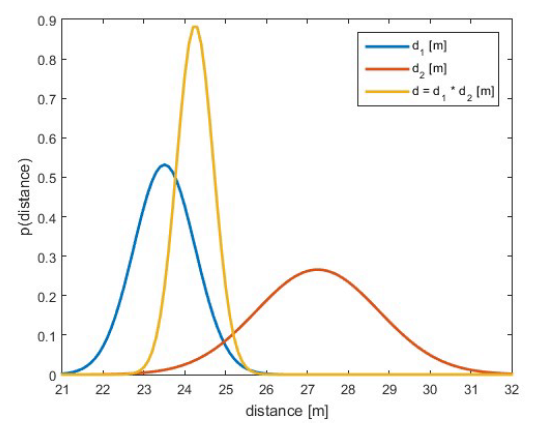 0.9
0.8
0.7
0.6
0.5
0.4
0.3
0.2
0.1
0
p(distance)
d1 [m]
d2 [m]
d = d1 * d2 [m]
21 22 23 24 25 26 27 28 29 30 31 32
distance [m]